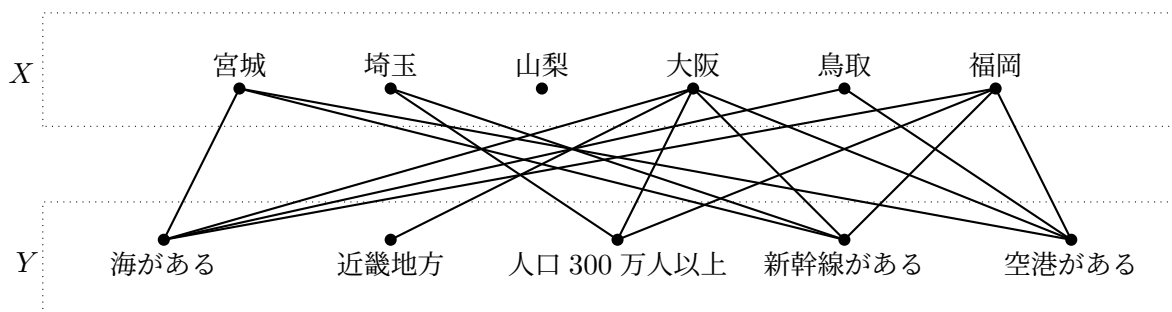 宮城 埼玉 山梨 大阪 鳥取 福岡
X
Y
海がある 近畿地方 人口 300 万人以上 新幹線がある 空港がある